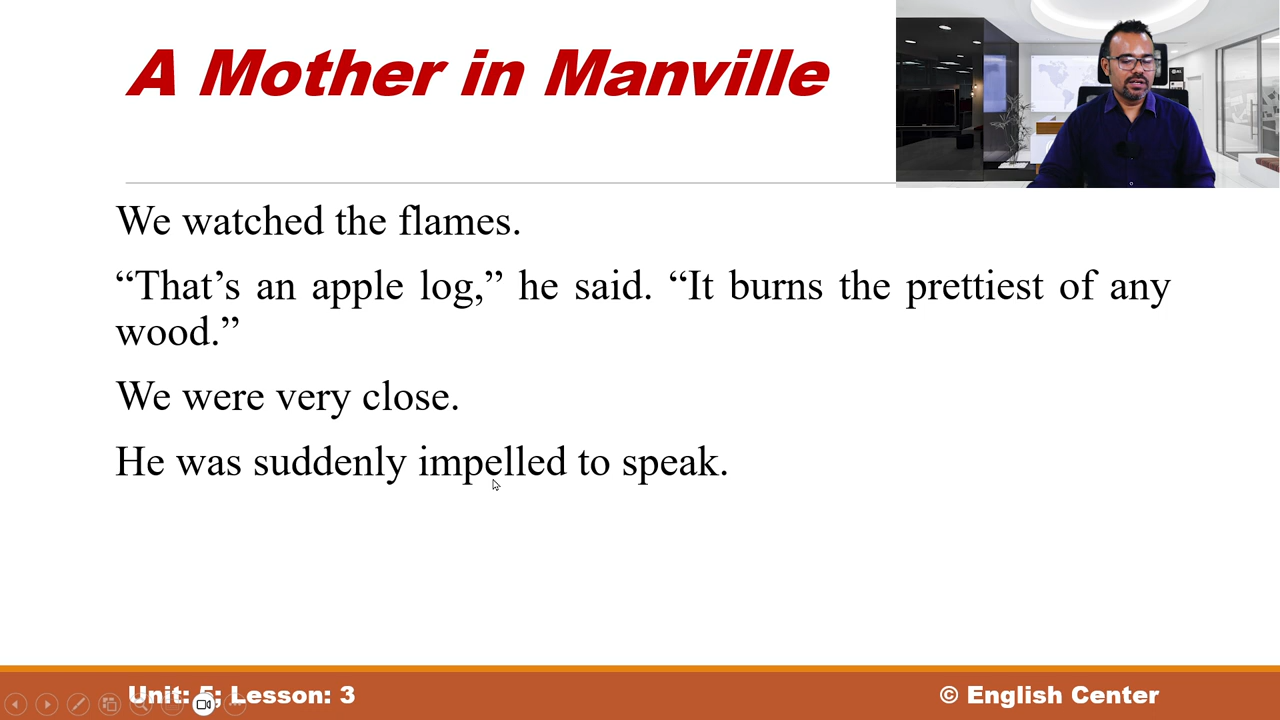 A Mother in Manville
We watched the flames.
“That’s an apple log,” he said. “It burns the prettiest of any
wood.”
We were very close.
He was suddenly impelled to speak.
Unit: 5; Lesson: 3
© English Center